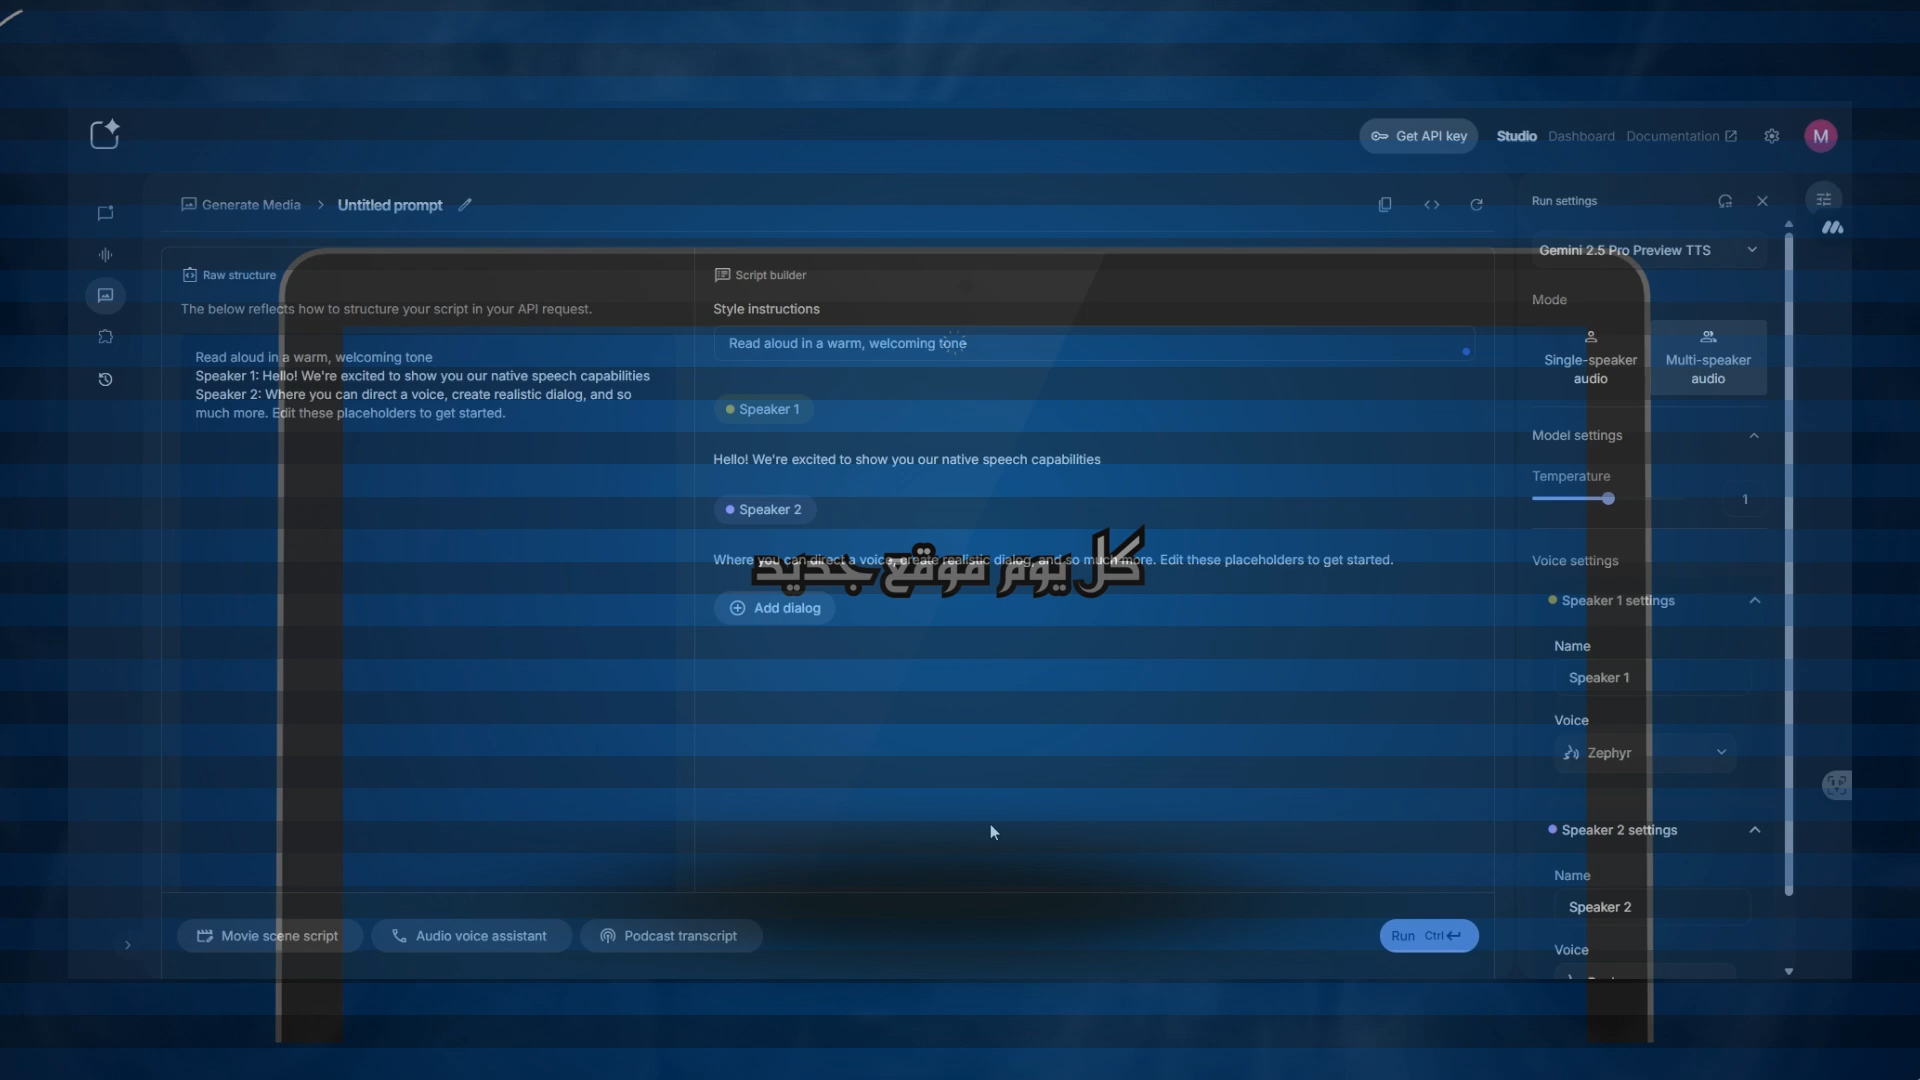 Get API key
Studio
Dashboard
Documentation
M
Generate Media > Untitled prompt
Run settings
Gemini 2.5 Pro Preview TTS
Raw structure
The below reflects how to structure your script in your API request.
Read aloud in a warm, welcoming tone
Speaker 1: Hello! We're excited to show you our native speech capabilities
Speaker 2: Where you can direct a voice, create realistic dialog, and so
much more. Edit these placeholders to get started.
Script builder
Style instructions
Read aloud in a warm, welcoming tone
Speaker 1
Hello! We're excited to show you our native speech capabilities
Speaker 2
Where you can direct a voice, create realistic dialog, and so much more. Edit these placeholders to get started.
كل يوم موقع جديد
Add dialog
Mode
Single-speaker
audio
Multi-speaker
audio
Model settings
Temperature
1
Voice settings
Speaker 1 settings
Name
Speaker 1
Voice
Zephyr
Speaker 2 settings
Name
Speaker 2
Voice
Movie scene script
Audio voice assistant
Podcast transcript
Run Ctrl